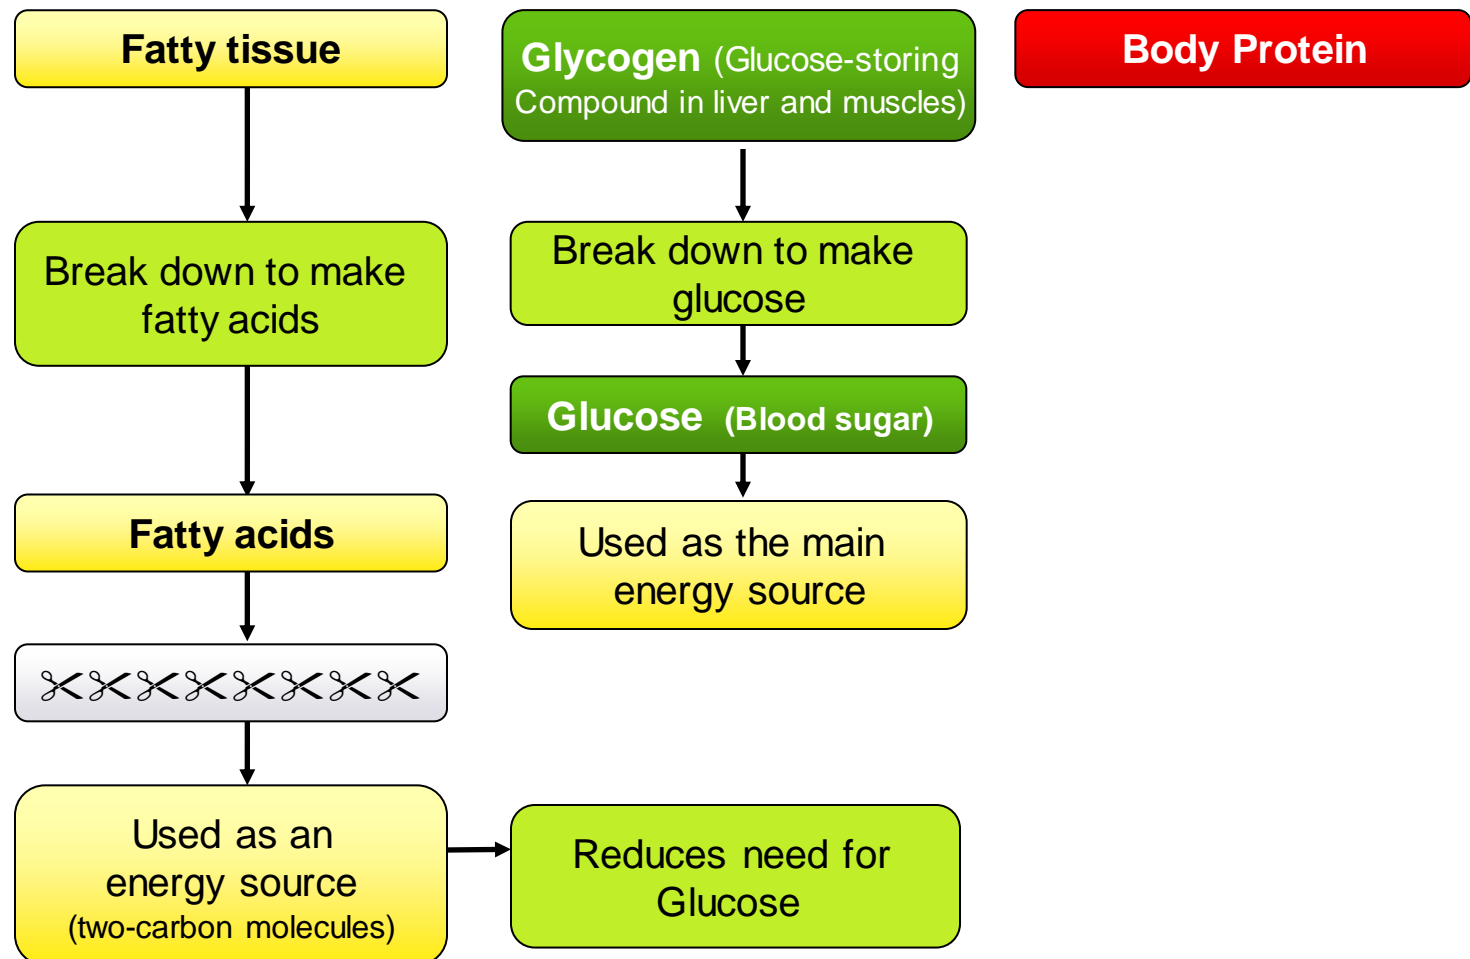 Fatty tissue
Glycogen (Glucose-storing
Compound in liver and muscles)
Body Protein
Break down to make
fatty acids
Break down to make
glucose
Glucose (Blood sugar)
Fatty acids
Used as the main
energy source
Used as an
energy source
(two-carbon molecules)
Reduces need for
Glucose